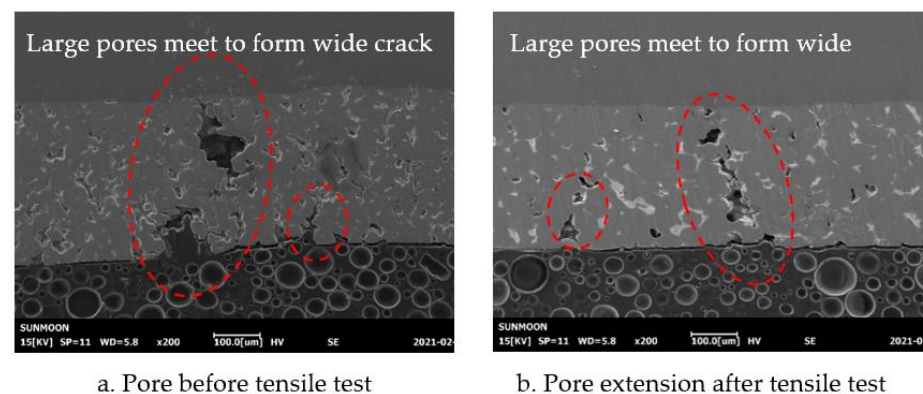 Large pores meet to form wide crack
SUNMOON
15[KV] SP=11 WD=5.8 x200 100.0[um] HV SE 2021-02-
a. Pore before tensile test
Large pores meet to form wide
SUNMOON
15[KV] SP=11 WD=5.8 x200 100.0[um] HV SE 2021-0
b. Pore extension after tensile test